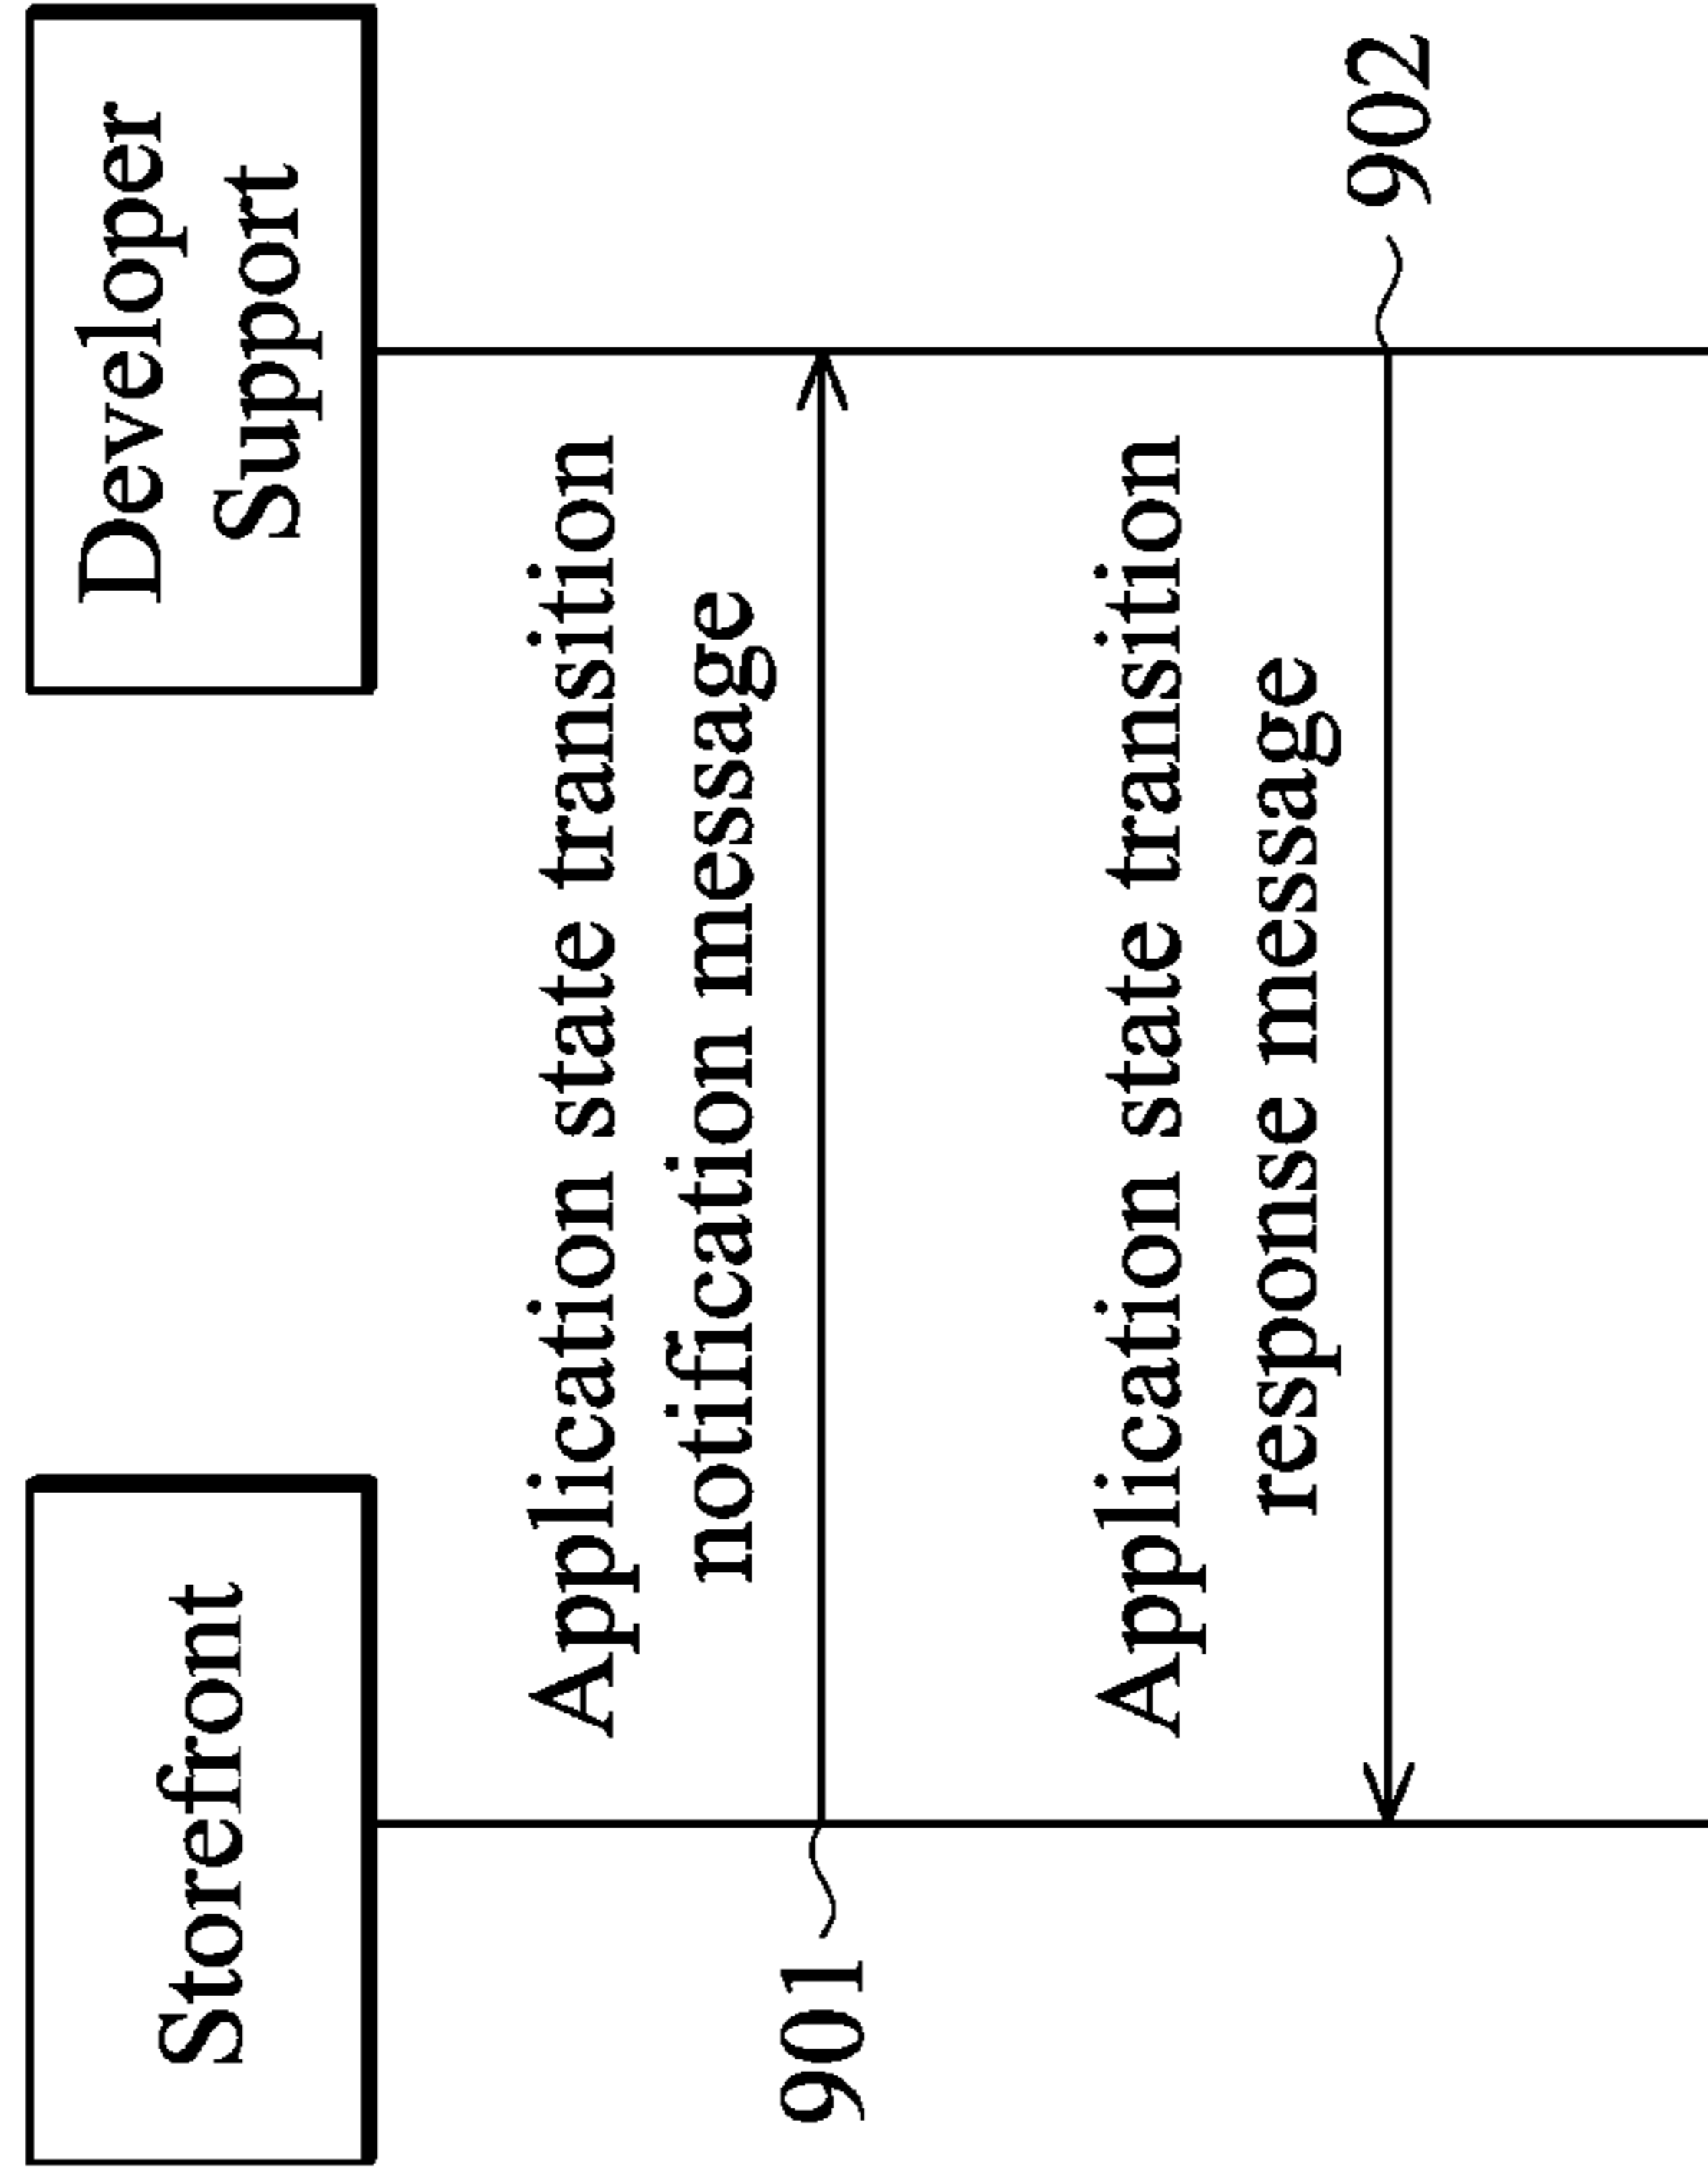 Storefront
Developer
Support
Application state transition
notification message
901
Application state transition
response message
902